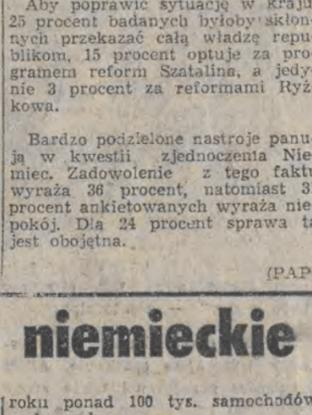 Aby poprawić sytuację w kraju
25 procent badanych byłoby skłon-
nych przekazać całą władzę repu-
blikom, 15 procent optuje za pro-
gramem reform Szatalina, a jedy-
nie 3 procent za reformami Ryż
kowa.
Bardzo podzielone nastroje panu-
ją w kwestii zjednoczenia Nie
miec. Zadowolenie z tego faktu
wyraża 36 procent, natomiast 3
procent ankietowanych wyraża nie
pokój. Dla 24 procent sprawa ta
jest obojętna.
(PAP
niemieckie
roku ponad 100 tys. samochodów